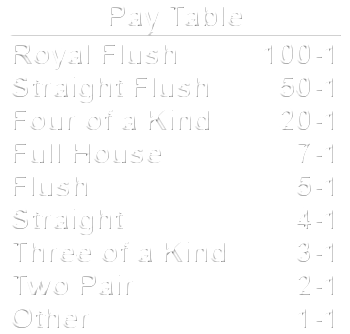 Pay Table
Royal Flush 100-1
Straight Flush 50-1
Four of a Kind 20-1
Full House 7-1
Flush 5-1
Straight 4-1
Three of a Kind 3-1
Two Pair 2-1
Other 1-1